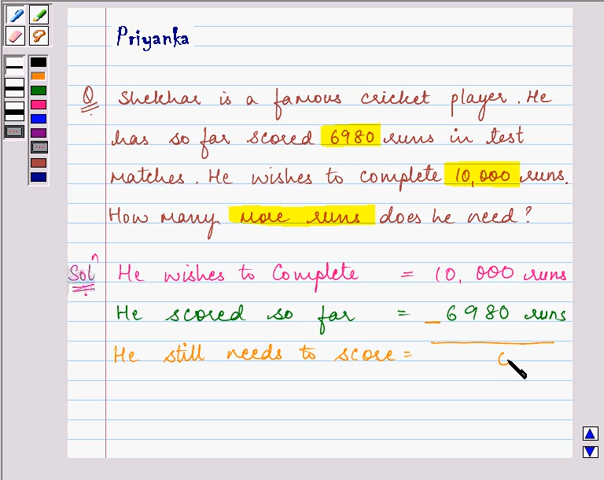 Priyanka
Q Shekhar is a famous cricket player. He
has so far scored 6980 runs in test
matches. He wishes to complete 10,000 runs.
How many more runs does he need?
Solⁿ He wishes to Complete = 10,000 runs
He scored so far = - 6980 runs
He still needs to score =